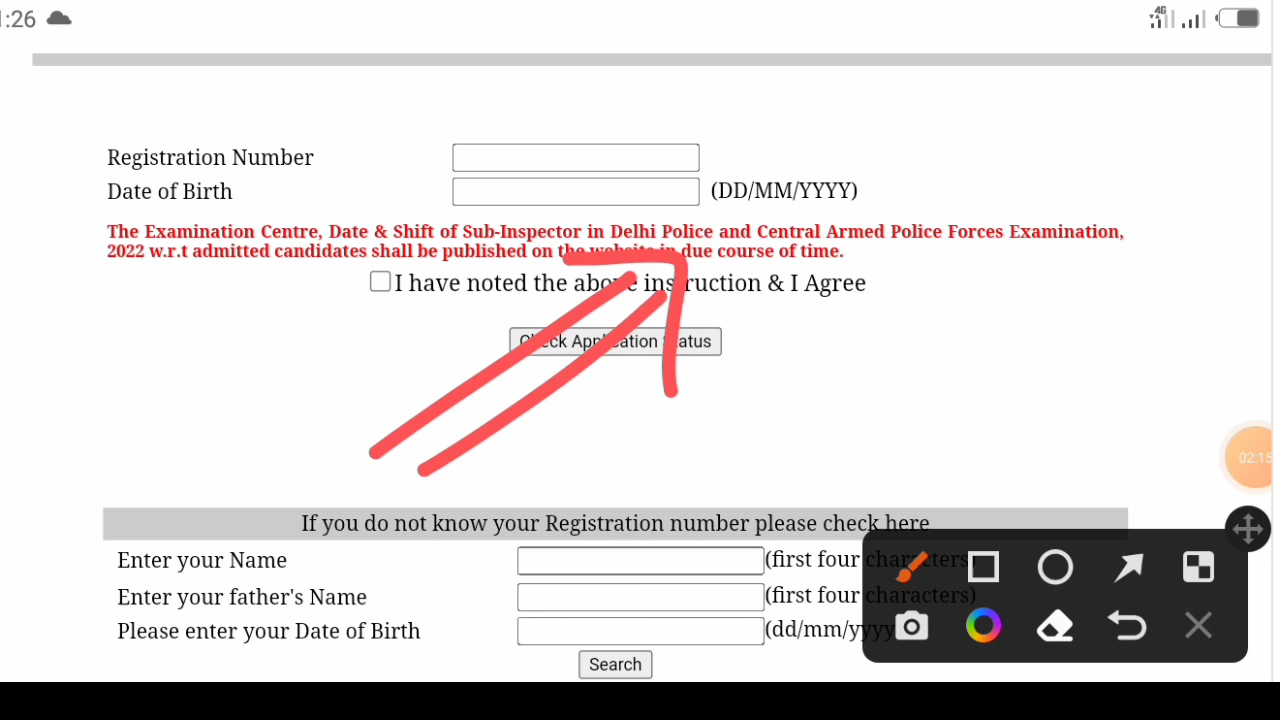 :26
4G
Registration Number
Date of Birth (DD/MM/YYYY)
The Examination Centre, Date & Shift of Sub-Inspector in Delhi Police and Central Armed Police Forces Examination,
2022 w.r.t admitted candidates shall be published on the website in due course of time.
I have noted the above instruction & I Agree
Check Application Status
02:15
If you do not know your Registration number please check here
Enter your Name (first four characters)
Enter your father's Name (first four characters)
Please enter your Date of Birth (dd/mm/yyyy
Search